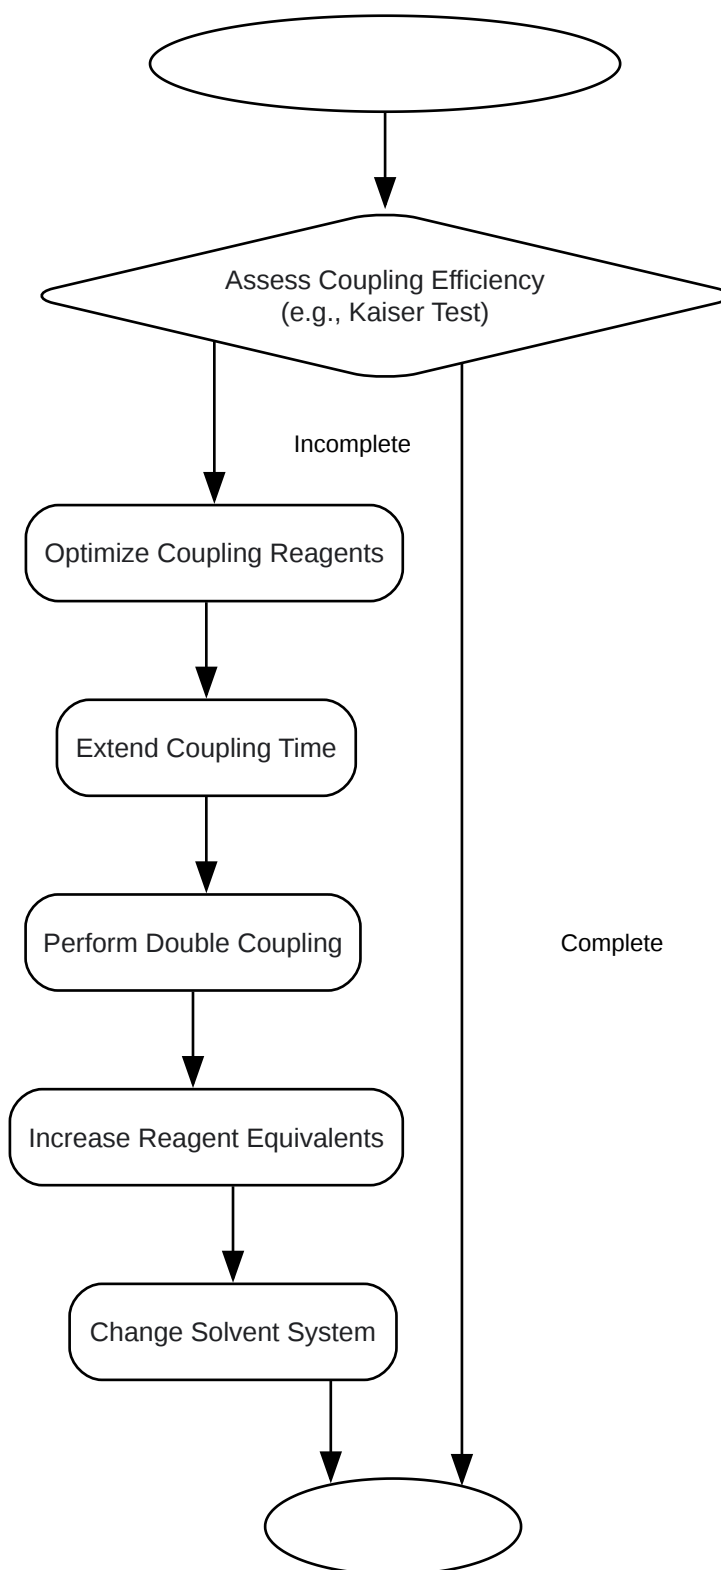 Assess Coupling Efficiency
(e.g., Kaiser Test)
Incomplete
Optimize Coupling Reagents
Extend Coupling Time
Perform Double Coupling
Complete
Increase Reagent Equivalents
Change Solvent System